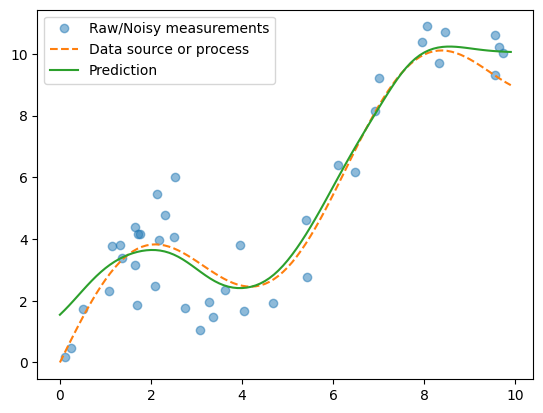 Raw/Noisy measurements
Data source or process
Prediction
10
8
6
4
2
0
0 2 4 6 8 10